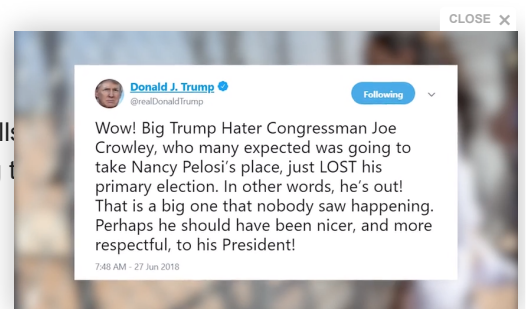 CLOSE ×
Donald J. Trump
@realDonaldTrump
Following
Wow! Big Trump Hater Congressman Joe
Crowley, who many expected was going to
take Nancy Pelosi's place, just LOST his
primary election. In other words, he's out!
That is a big one that nobody saw happening.
Perhaps he should have been nicer, and more
respectful, to his President!
7:48 AM - 27 Jun 2018